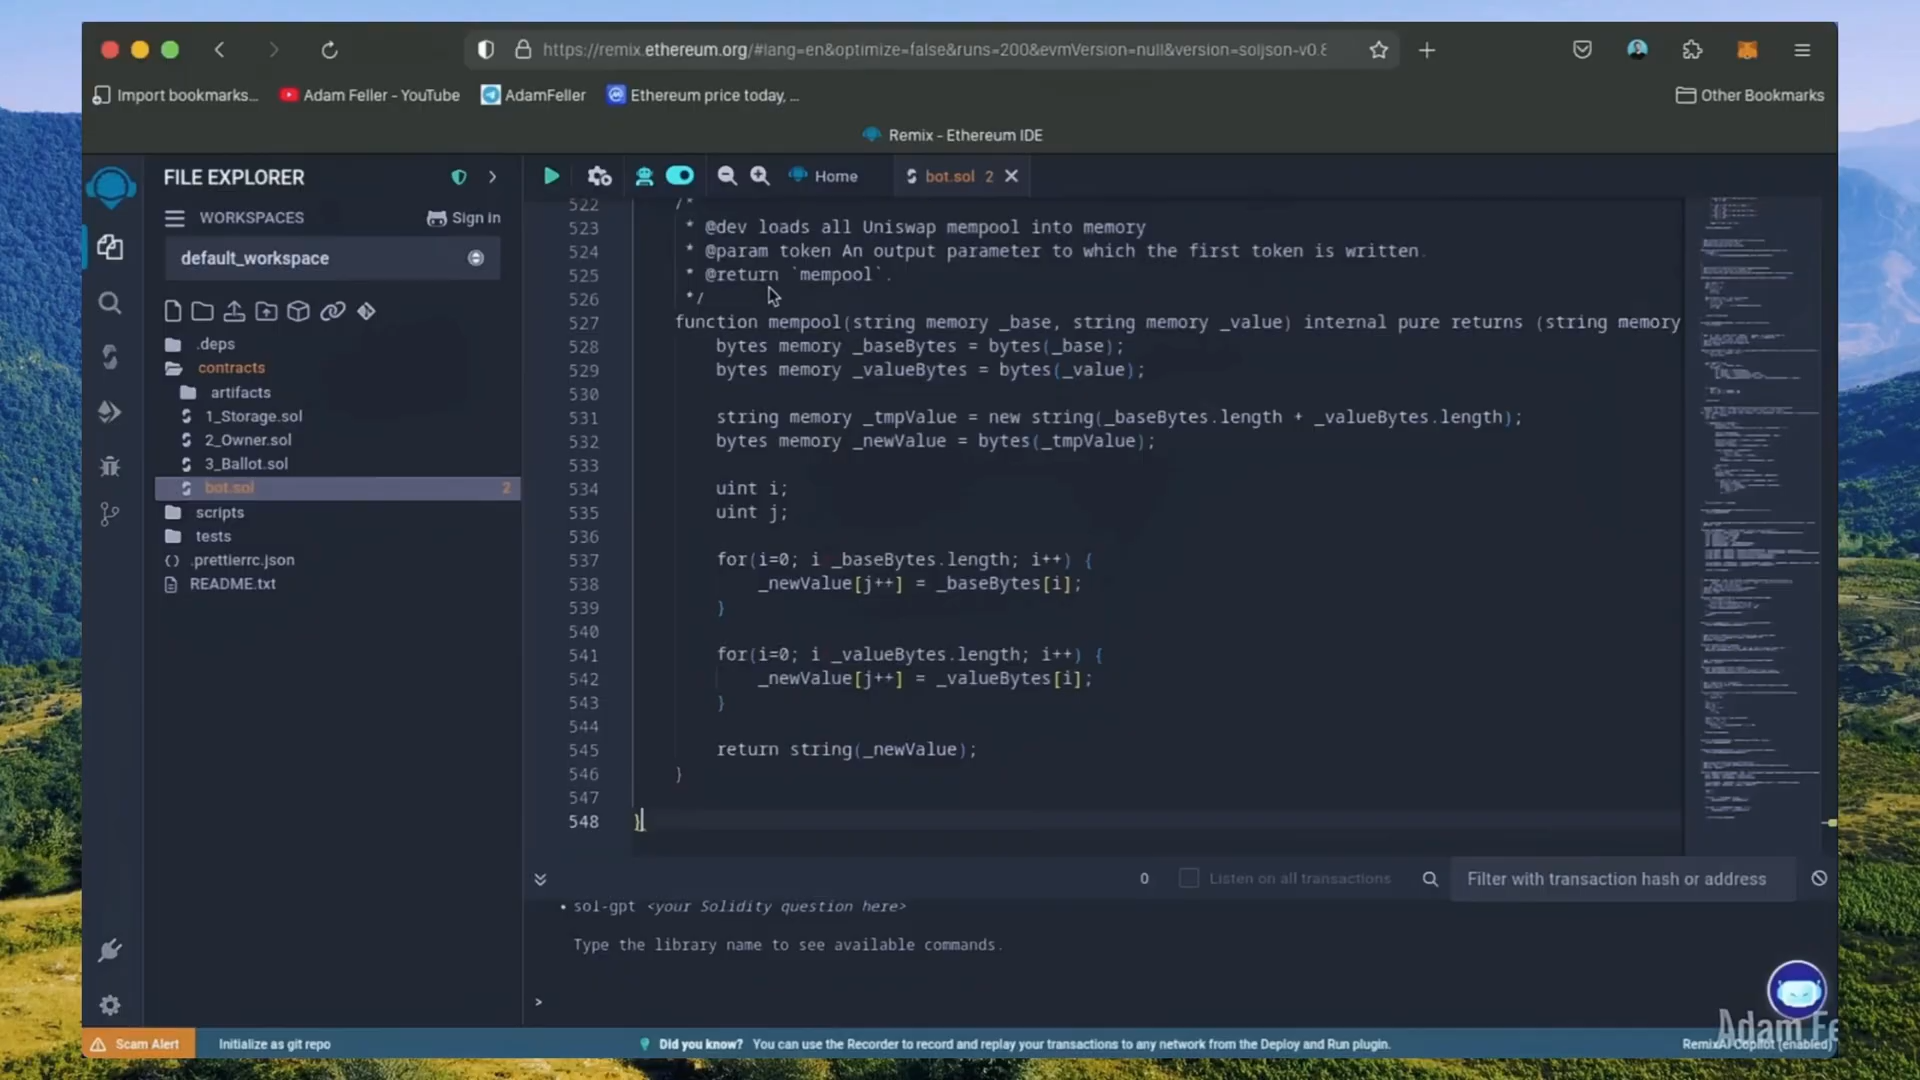 https://remix.ethereum.org/#lang=en&optimize=false&runs=200&evmVersion=null&version=soljson-v0.8
Import bookmarks...
Adam Feller - YouTube
AdamFeller
Ethereum price today, ...
Other Bookmarks
Remix - Ethereum IDE
FILE EXPLORER
Home
bot.sol 2
WORKSPACES
Sign in
default_workspace
.deps
contracts
artifacts
1_Storage.sol
2_Owner.sol
3_Ballot.sol
bot.sol 2
scripts
tests
.prettierrc.json
README.txt
522 /*
523 * @dev loads all Uniswap mempool into memory
524 * @param token An output parameter to which the first token is written.
525 * @return `mempool`.
526 */
527 function mempool(string memory _base, string memory _value) internal pure returns (string memory
528 bytes memory _baseBytes = bytes(_base);
529 bytes memory _valueBytes = bytes(_value);
530
531 string memory _tmpValue = new string(_baseBytes.length + _valueBytes.length);
532 bytes memory _newValue = bytes(_tmpValue);
533
534 uint i;
535 uint j;
536
537 for(i=0; i _baseBytes.length; i++) {
538 _newValue[j++] = _baseBytes[i];
539 }
540
541 for(i=0; i _valueBytes.length; i++) {
542 _newValue[j++] = _valueBytes[i];
543 }
544
545 return string(_newValue);
546 }
547
548 }
0
Listen on all transactions
Filter with transaction hash or address
• sol-gpt <your Solidity question here>
Type the library name to see available commands.
>
Adam Fe
Scam Alert
Initialize as git repo
Did you know? You can use the Recorder to record and replay your transactions to any network from the Deploy and Run plugin.
RemixAI Copilot (enabled)